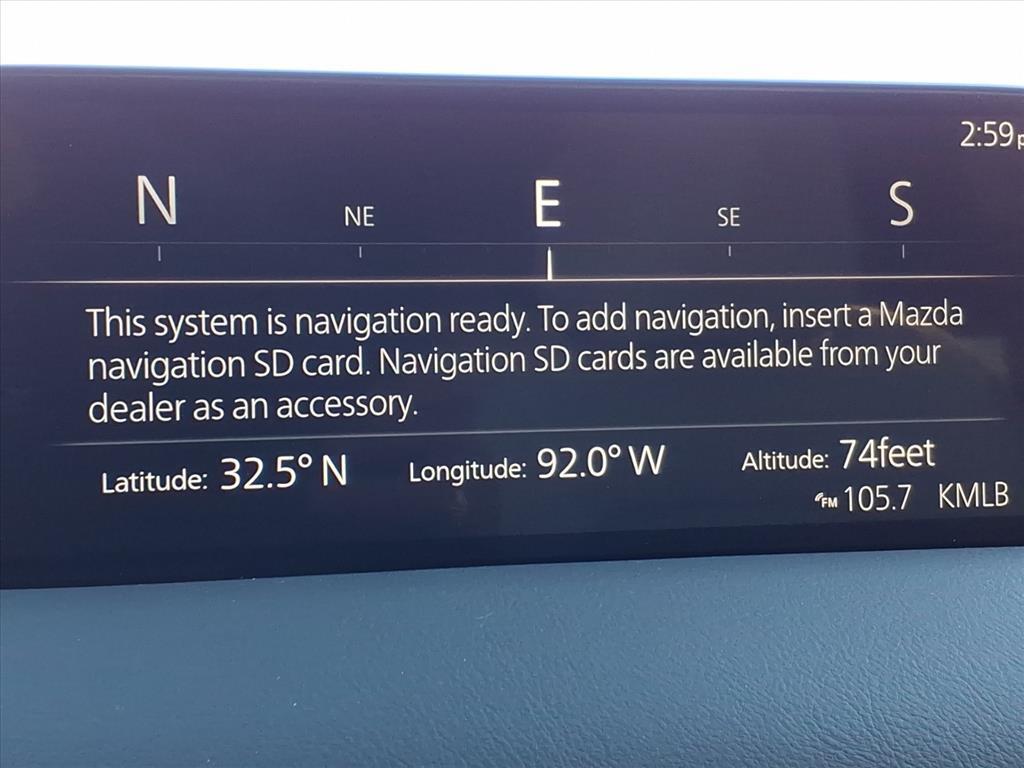 2:59
N NE E SE S
This system is navigation ready. To add navigation, insert a Mazda
navigation SD card. Navigation SD cards are available from your
dealer as an accessory.
Latitude: 32.5° N Longitude: 92.0° W Altitude: 74feet
FM 105.7 KMLB